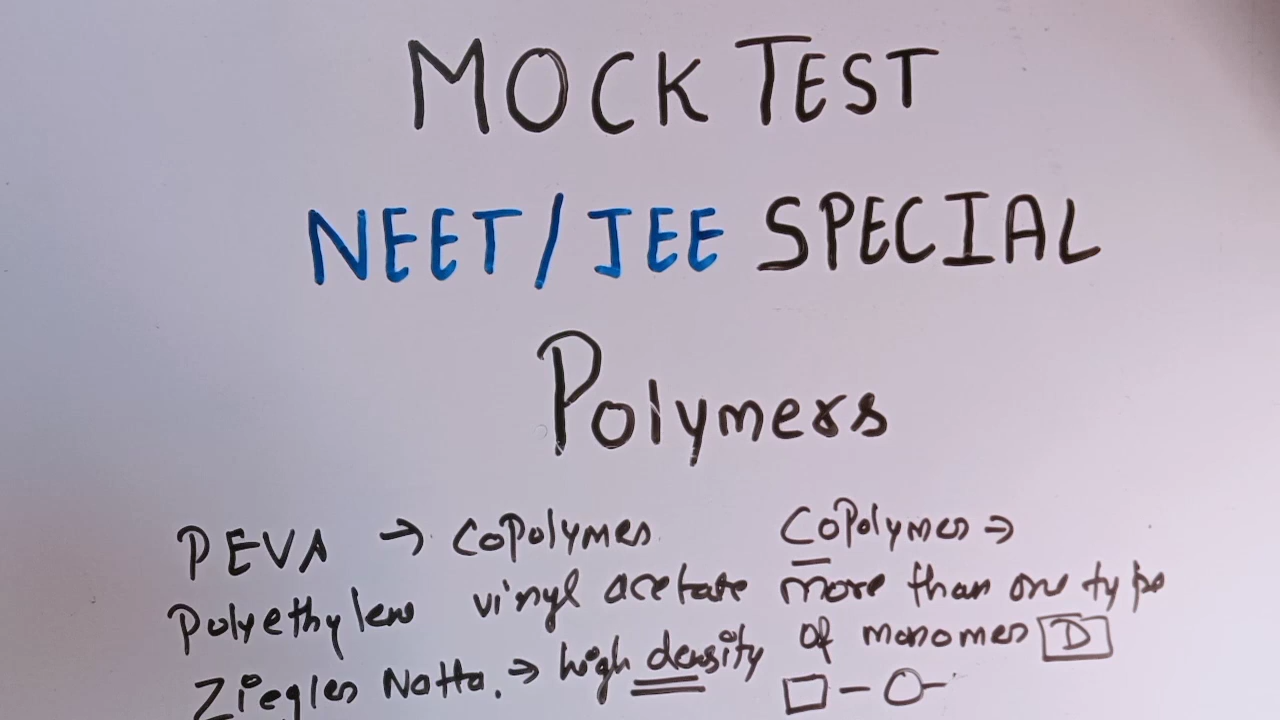 MOCK TEST
NEET/JEE SPECIAL
Polymers
PEVA → Copolymer
Polyethylene vinyl acetate
Ziegler Natta. → high density
Copolymer ⇒
more than one type
of monomer D